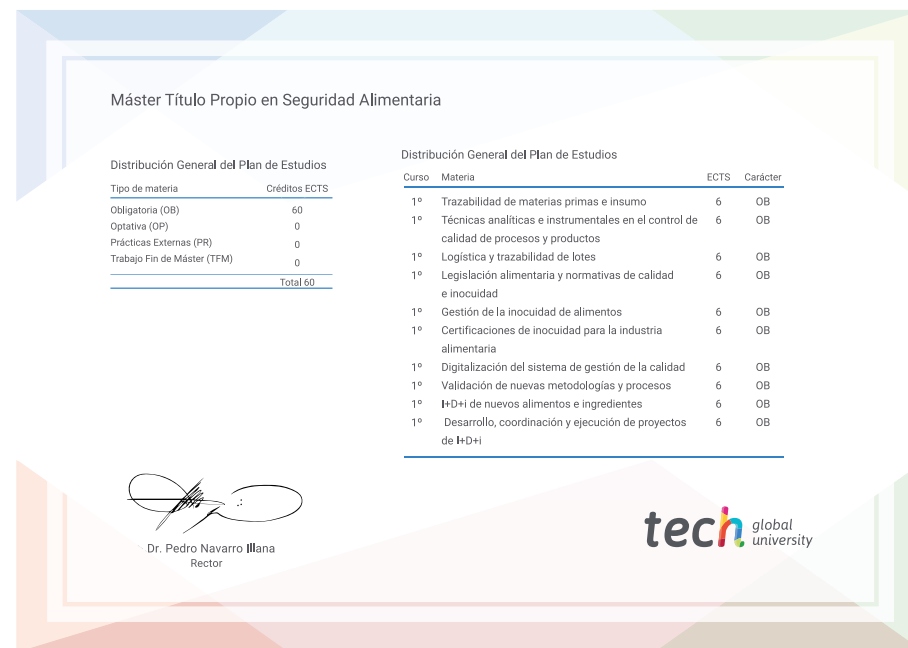 Máster Título Propio en Seguridad Alimentaria
Distribución General del Plan de Estudios
Tipo de materia Créditos ECTS
Obligatoria (OB) 60
Optativa (OP) 0
Prácticas Externas (PR) 0
Trabajo Fin de Máster (TFM) 0
Total 60
Distribución General del Plan de Estudios
Curso Materia ECTS Carácter
1º Trazabilidad de materias primas e insumo 6 OB
1º Técnicas analíticas e instrumentales en el control de 6 OB
calidad de procesos y productos
1º Logística y trazabilidad de lotes 6 OB
1º Legislación alimentaria y normativas de calidad 6 OB
e inocuidad
1º Gestión de la inocuidad de alimentos 6 OB
1º Certificaciones de inocuidad para la industria 6 OB
alimentaria
1º Digitalización del sistema de gestión de la calidad 6 OB
1º Validación de nuevas metodologías y procesos 6 OB
1º I+D+i de nuevos alimentos e ingredientes 6 OB
1º Desarrollo, coordinación y ejecución de proyectos 6 OB
de I+D+i
Dr. Pedro Navarro Illana
Rector
tech global
university